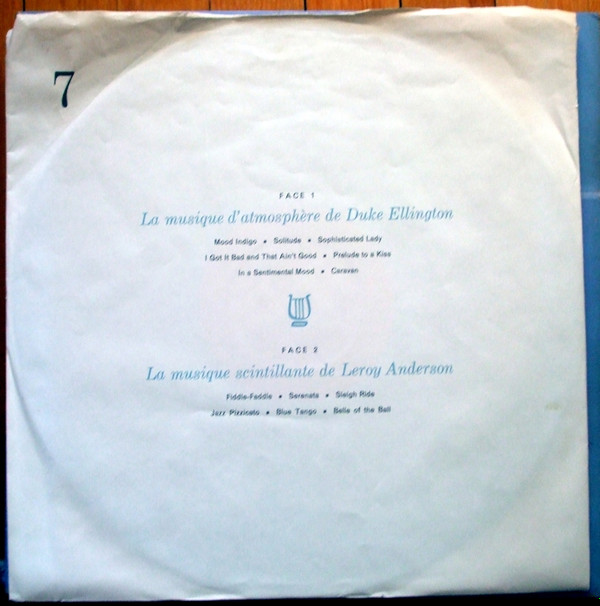 7
FACE 1
La musique d'atmosphère de Duke Ellington
Mood Indigo • Solitude • Sophisticated Lady
I Got It Bad and That Ain't Good • Prelude to a Kiss
In a Sentimental Mood • Caravan
FACE 2
La musique scintillante de Leroy Anderson
Fiddle-Faddle • Serenata • Sleigh Ride
Jazz Pizzicato • Blue Tango • Belle of the Ball